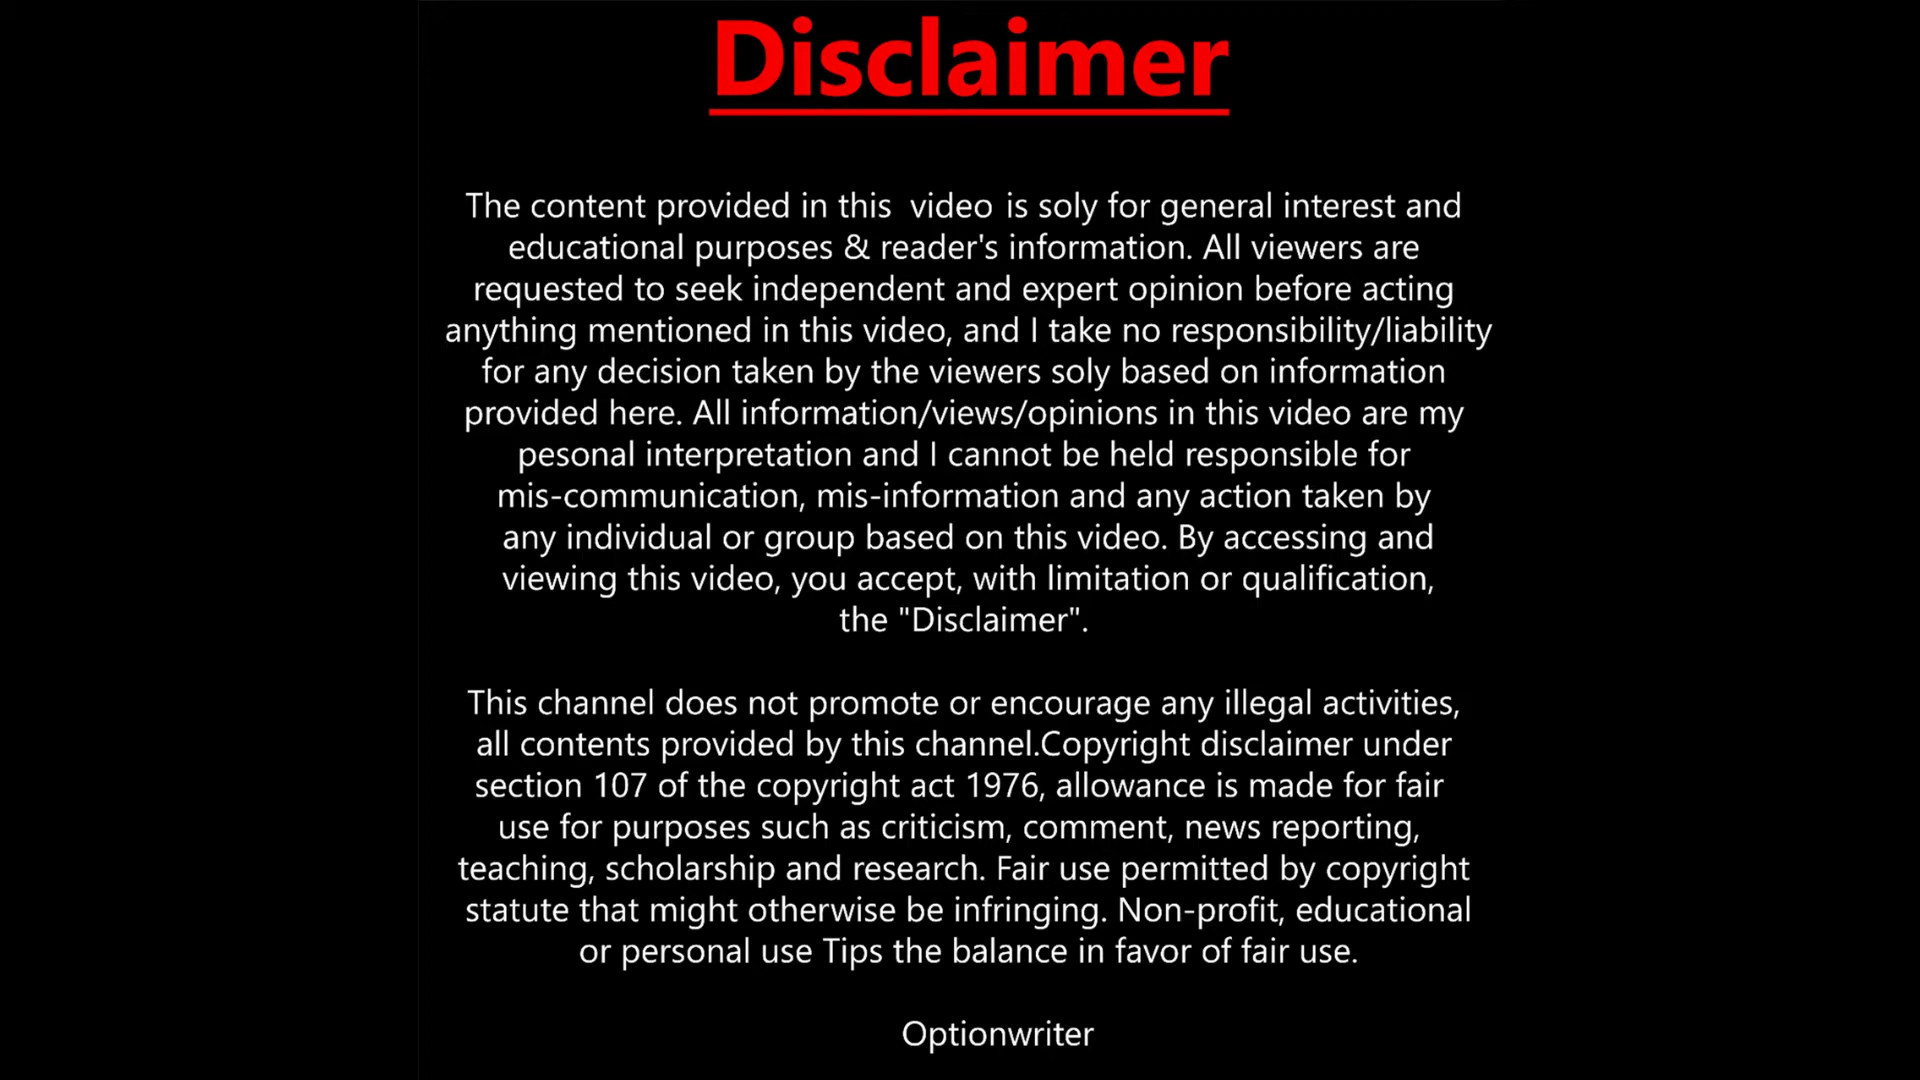 Disclaimer
The content provided in this  video is soly for general interest and
educational purposes & reader's information. All viewers are
requested to seek independent and expert opinion before acting
anything mentioned in this video, and I take no responsibility/liability
for any decision taken by the viewers soly based on information
provided here. All information/views/opinions in this video are my
pesonal interpretation and I cannot be held responsible for
mis-communication, mis-information and any action taken by
any individual or group based on this video. By accessing and
viewing this video, you accept, with limitation or qualification,
the "Disclaimer".
This channel does not promote or encourage any illegal activities,
all contents provided by this channel.Copyright disclaimer under
section 107 of the copyright act 1976, allowance is made for fair
use for purposes such as criticism, comment, news reporting,
teaching, scholarship and research. Fair use permitted by copyright
statute that might otherwise be infringing. Non-profit, educational
or personal use Tips the balance in favor of fair use.
Optionwriter